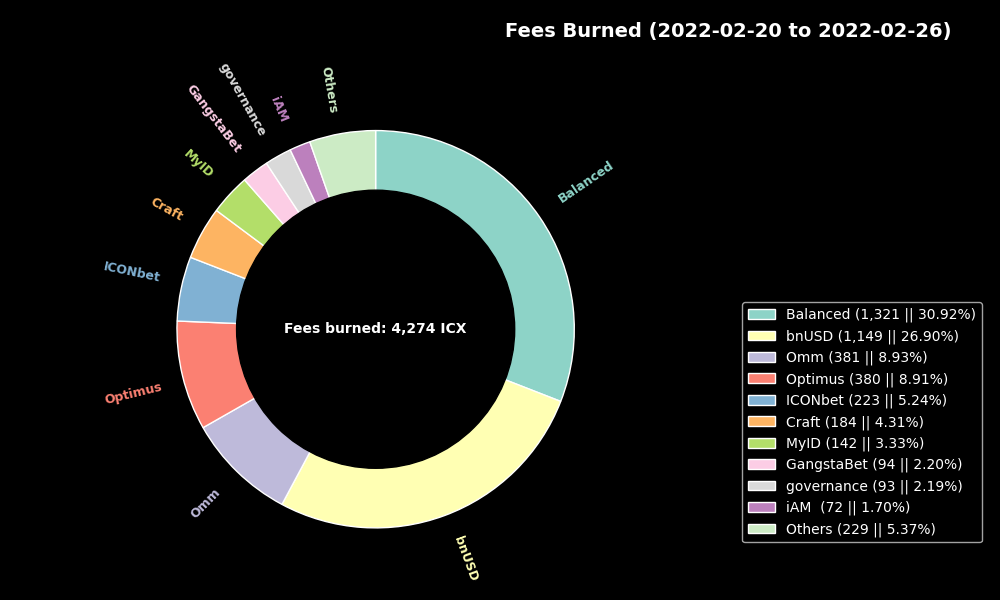 Fees Burned (2022-02-20 to 2022-02-26)
Others
iAM
governance
GangstaBet
MyID
Craft
ICONbet
Optimus
Omm
bnUSD
Balanced
Fees burned: 4,274 ICX
Balanced (1,321 || 30.92%)
bnUSD (1,149 || 26.90%)
Omm (381 || 8.93%)
Optimus (380 || 8.91%)
ICONbet (223 || 5.24%)
Craft (184 || 4.31%)
MyID (142 || 3.33%)
GangstaBet (94 || 2.20%)
governance (93 || 2.19%)
iAM  (72 || 1.70%)
Others (229 || 5.37%)